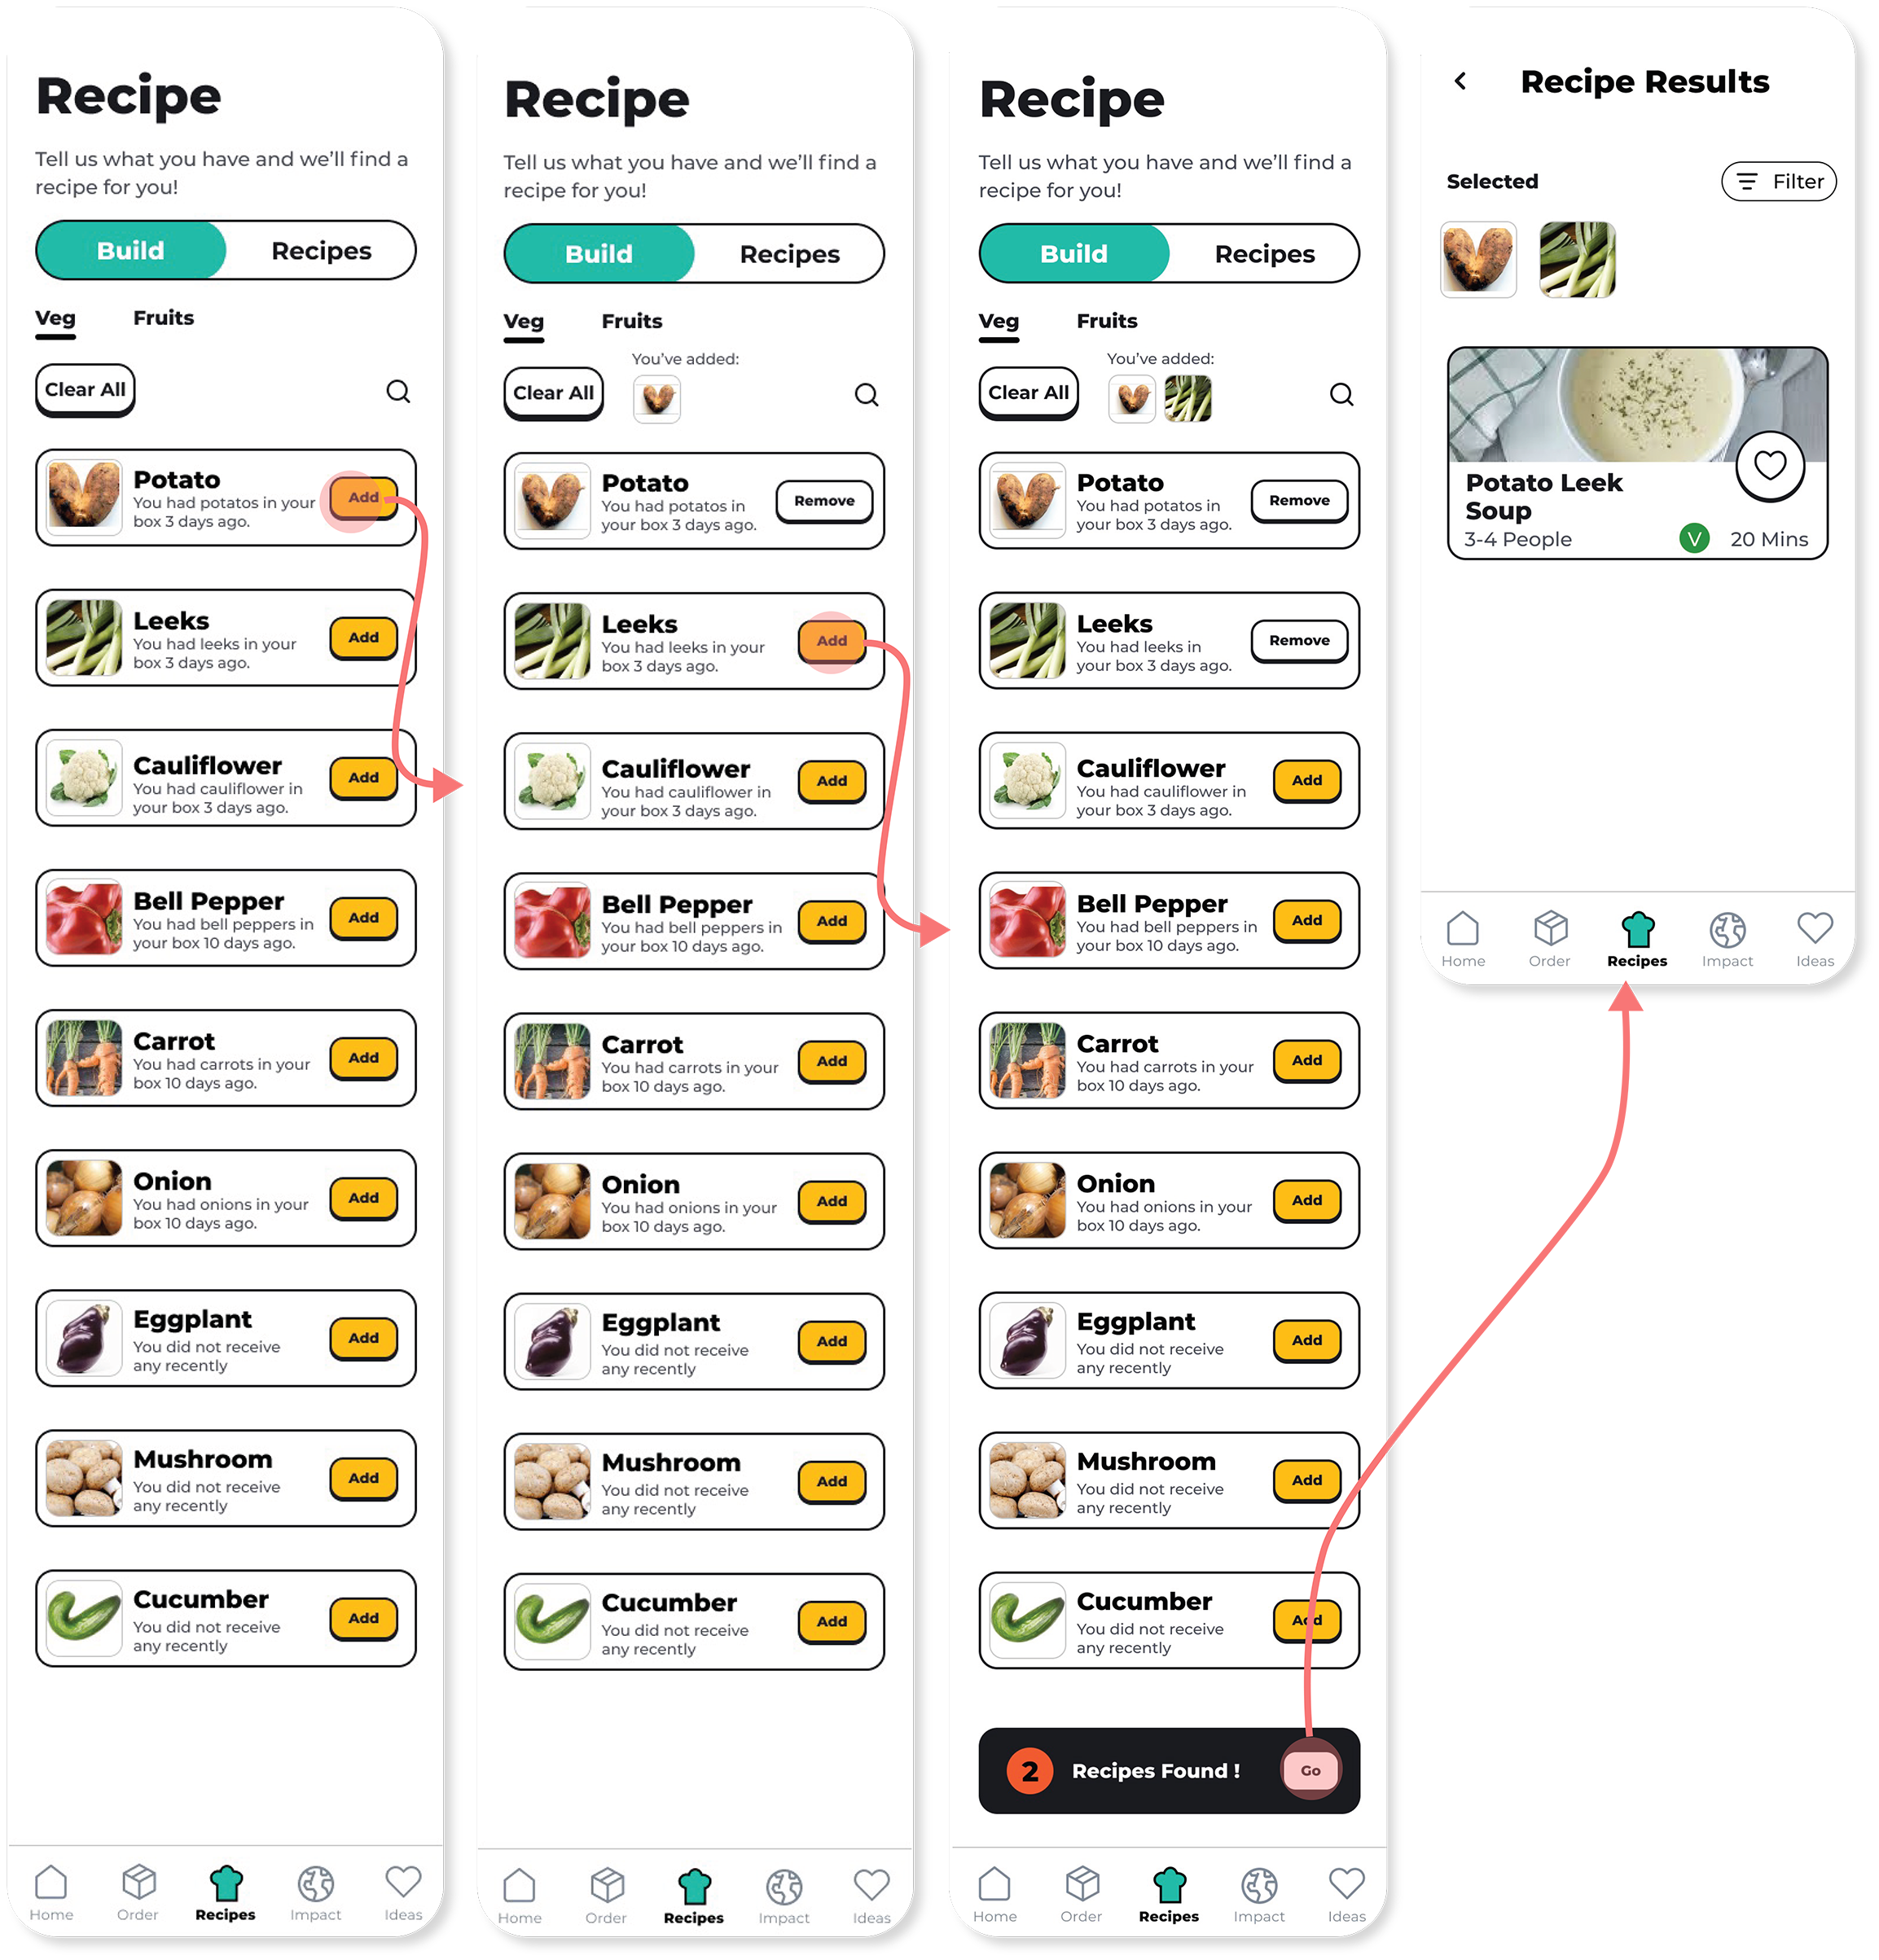 Recipe
Tell us what you have and we'll find a
recipe for you!
Build Recipes
Veg Fruits
Clear All
Potato
You had potatos in your
box 3 days ago.
Add
Leeks
You had leeks in your
box 3 days ago.
Add
Cauliflower
You had cauliflower in
your box 3 days ago.
Add
Bell Pepper
You had bell peppers in
your box 10 days ago.
Add
Carrot
You had carrots in your
box 10 days ago.
Add
Onion
You had onions in your
box 10 days ago.
Add
Eggplant
You did not receive
any recently
Add
Mushroom
You did not receive
any recently
Add
Cucumber
You did not receive
any recently
Add
Home Order Recipes Impact Ideas
Recipe
Tell us what you have and we'll find a
recipe for you!
Build Recipes
Veg Fruits
You've added:
Clear All
Potato
You had potatos in
your box 3 days ago.
Remove
Leeks
You had leeks in your
box 3 days ago.
Add
Cauliflower
You had cauliflower in
your box 3 days ago.
Add
Bell Pepper
You had bell peppers in
your box 10 days ago.
Add
Carrot
You had carrots in your
box 10 days ago.
Add
Onion
You had onions in your
box 10 days ago.
Add
Eggplant
You did not receive
any recently
Add
Mushroom
You did not receive
any recently
Add
Cucumber
You did not receive
any recently
Add
Home Order Recipes Impact Ideas
Recipe
Tell us what you have and we'll find a
recipe for you!
Build Recipes
Veg Fruits
You've added:
Clear All
Potato
You had potatos in
your box 3 days ago.
Remove
Leeks
You had leeks in
your box 3 days ago.
Remove
Cauliflower
You had cauliflower in
your box 3 days ago.
Add
Bell Pepper
You had bell peppers in
your box 10 days ago.
Add
Carrot
You had carrots in your
box 10 days ago.
Add
Onion
You had onions in your
box 10 days ago.
Add
Eggplant
You did not receive
any recently
Add
Mushroom
You did not receive
any recently
Add
Cucumber
You did not receive
any recently
Add
2 Recipes Found ! Go
Home Order Recipes Impact Ideas
Recipe Results
Selected Filter
Potato Leek
Soup
3-4 People V 20 Mins
Home Order Recipes Impact Ideas